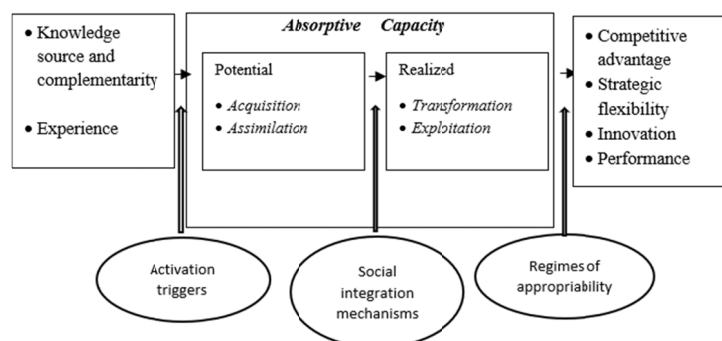 • Knowledge
source and
complementarity
• Experience
Absorptive Capacity
Potential
• Acquisition
• Assimilation
Realized
• Transformation
• Exploitation
• Competitive
advantage
• Strategic
flexibility
• Innovation
• Performance
Activation
triggers
Social
integration
mechanisms
Regimes of
appropriability